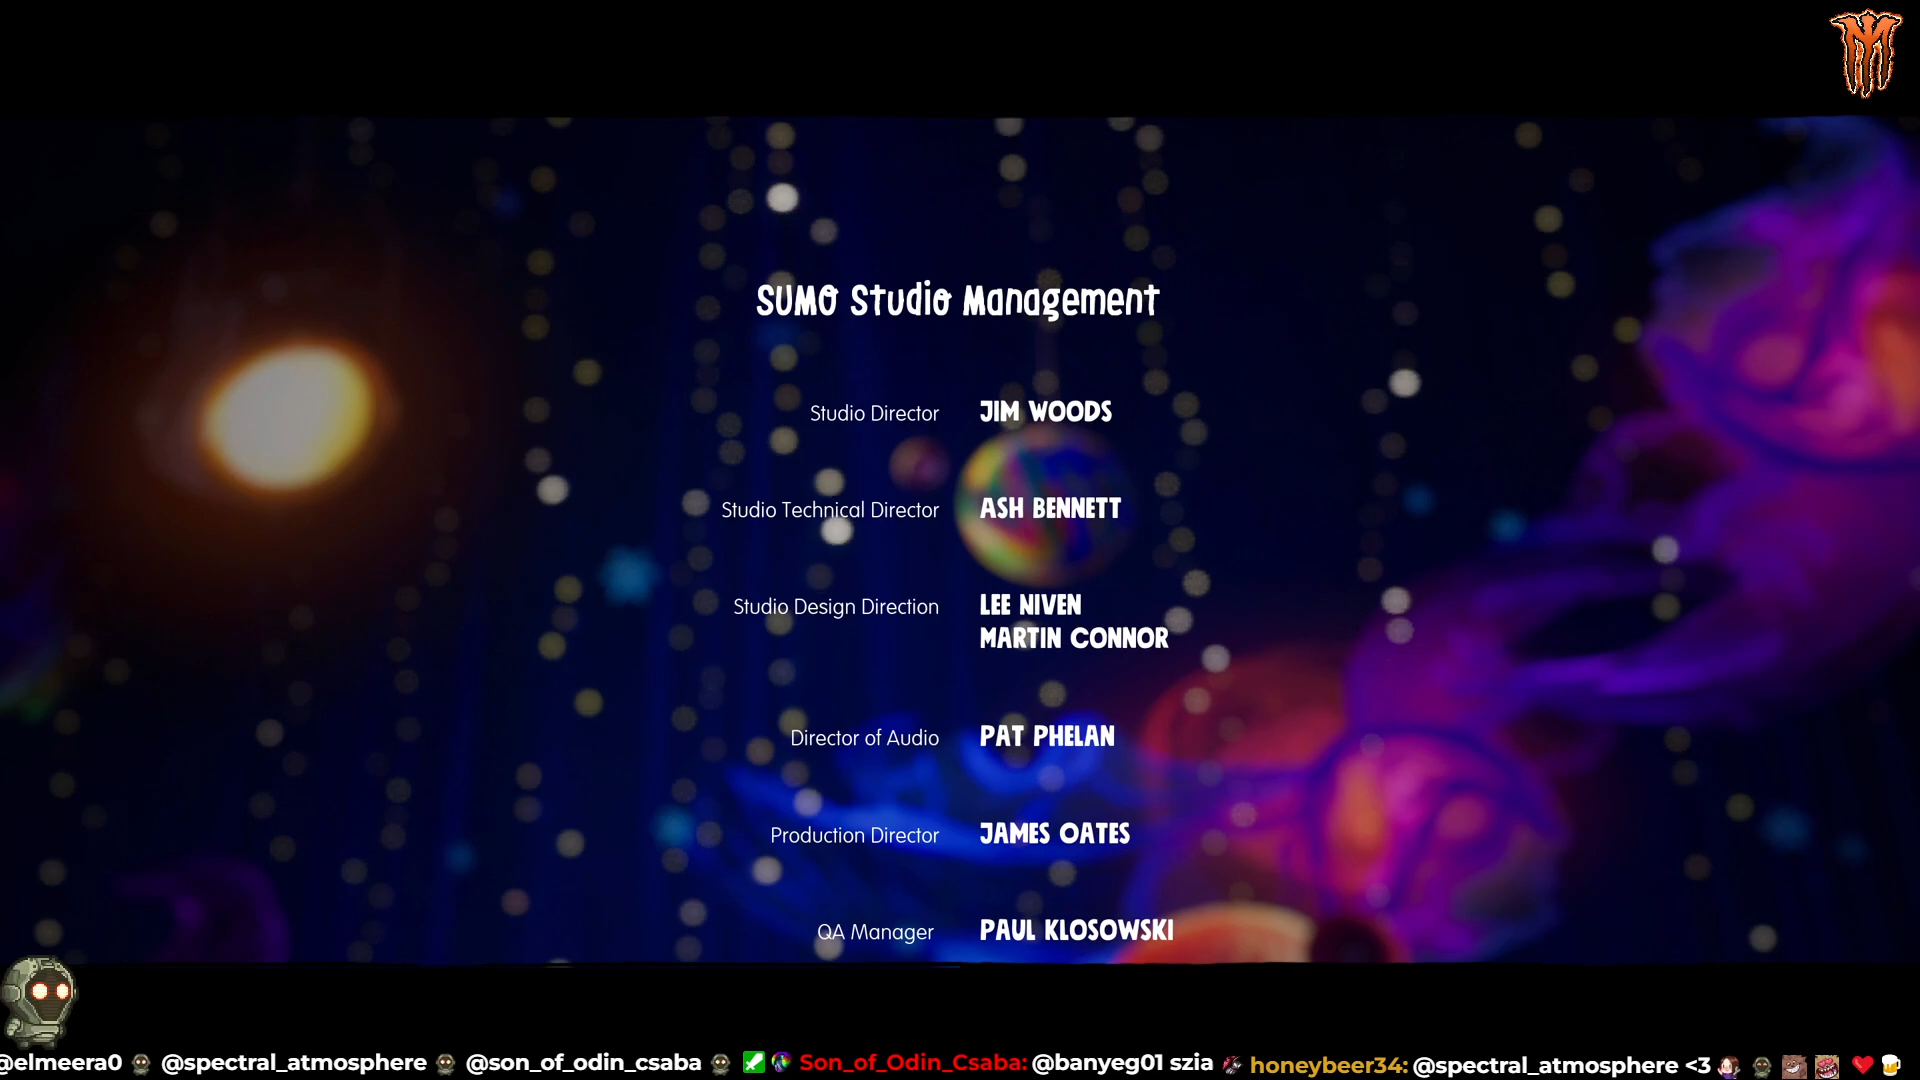 SUMO Studio Management
Studio Director JIM WOODS
Studio Technical Director ASH BENNETT
Studio Design Direction LEE NIVEN
MARTIN CONNOR
Director of Audio PAT PHELAN
Production Director JAMES OATES
QA Manager PAUL KLOSOWSKI
@elmeera0 @spectral_atmosphere @son_of_odin_csaba Son_of_Odin_Csaba: @banyeg01 szia honeybeer34: @spectral_atmosphere <3